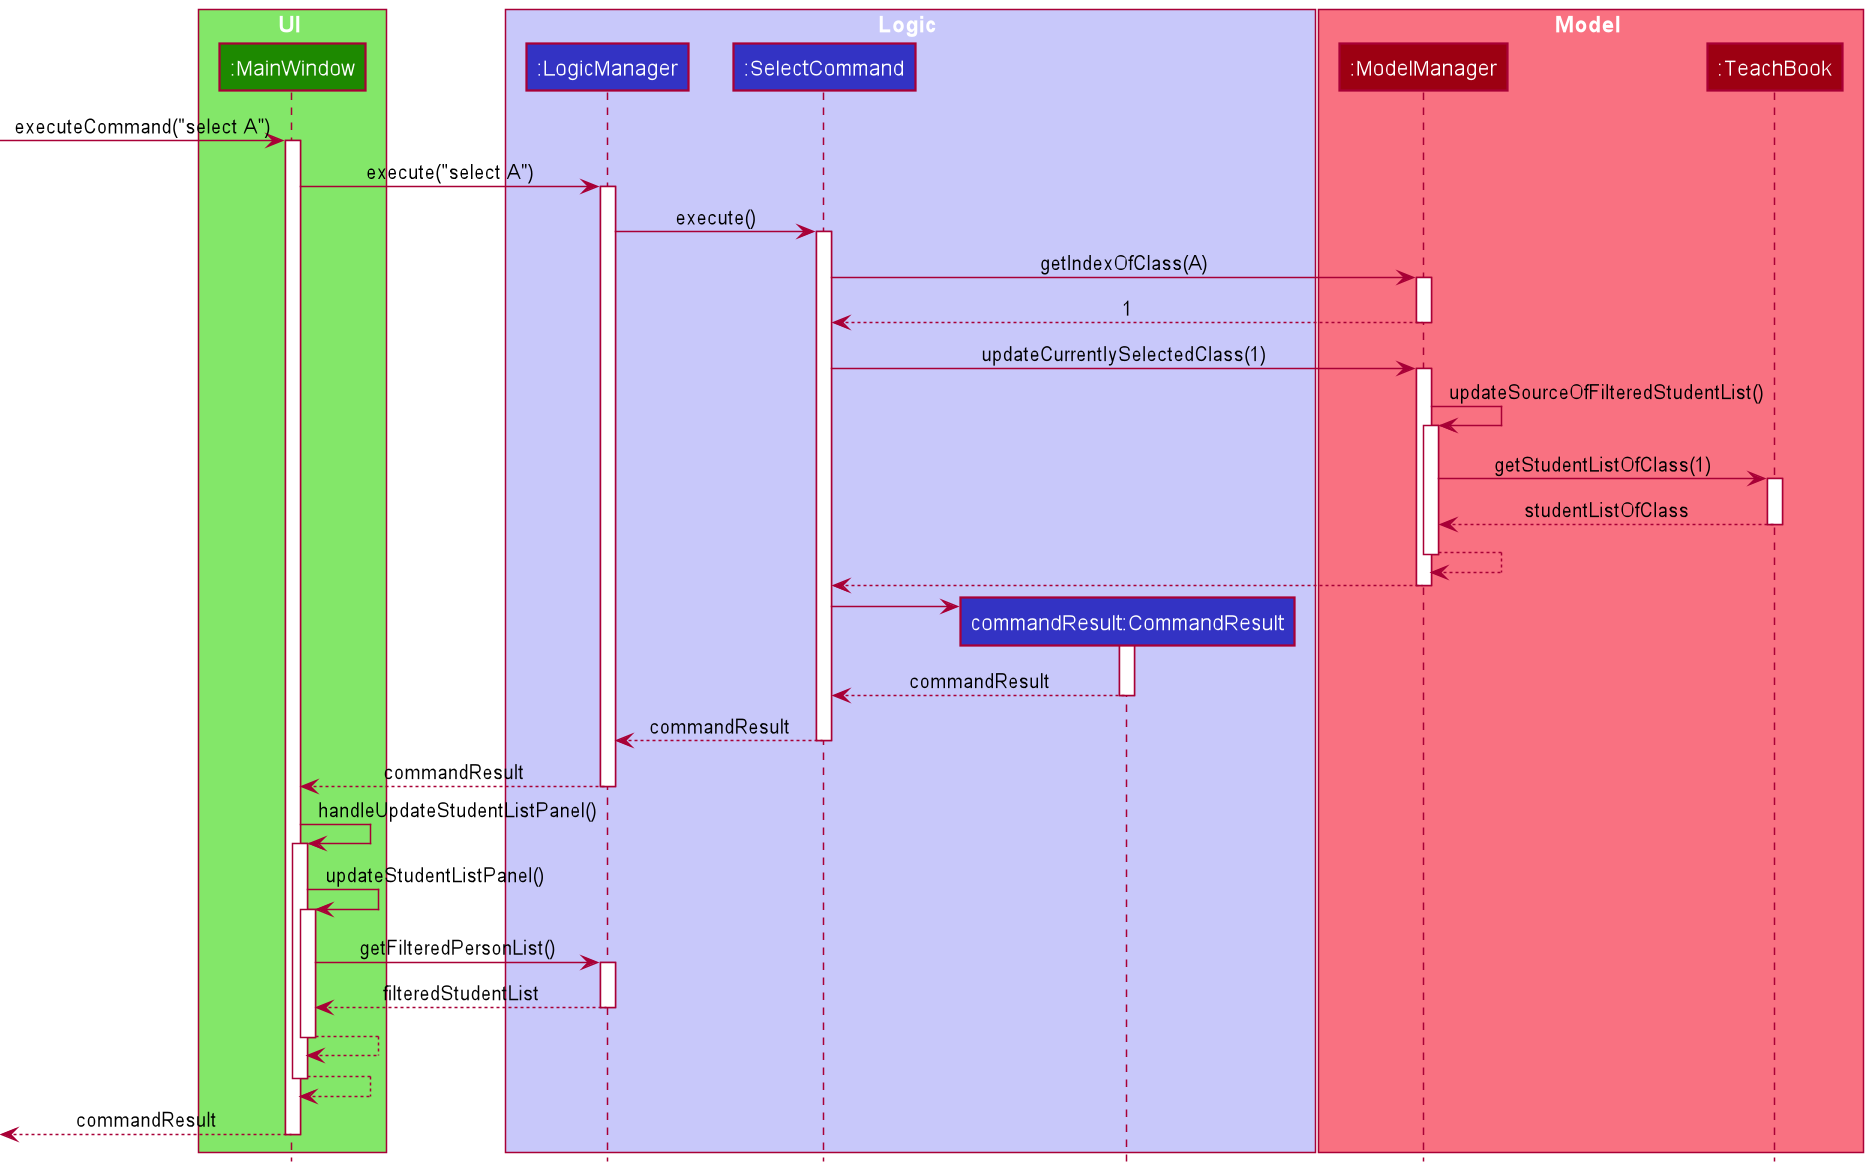 UI
Logic
Model
:MainWindow
:LogicManager
:SelectCommand
:ModelManager
:TeachBook
executeCommand("select A")
execute("select A")
execute()
getIndexOfClass(A)
1
updateCurrentlySelectedClass(1)
updateSourceOfFilteredStudentList()
getStudentListOfClass(1)
studentListOfClass
commandResult:CommandResult
commandResult
commandResult
commandResult
handleUpdateStudentListPanel()
updateStudentListPanel()
getFilteredPersonList()
filteredStudentList
commandResult